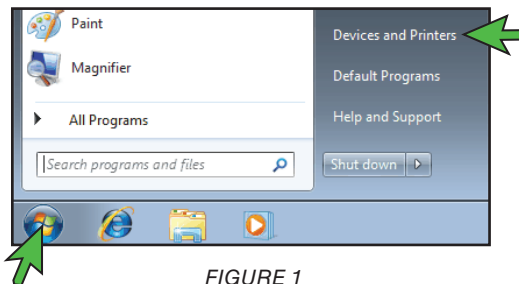 Paint
Magnifier
All Programs
Search programs and files
Devices and Printers
Default Programs
Help and Support
Shut down
FIGURE 1